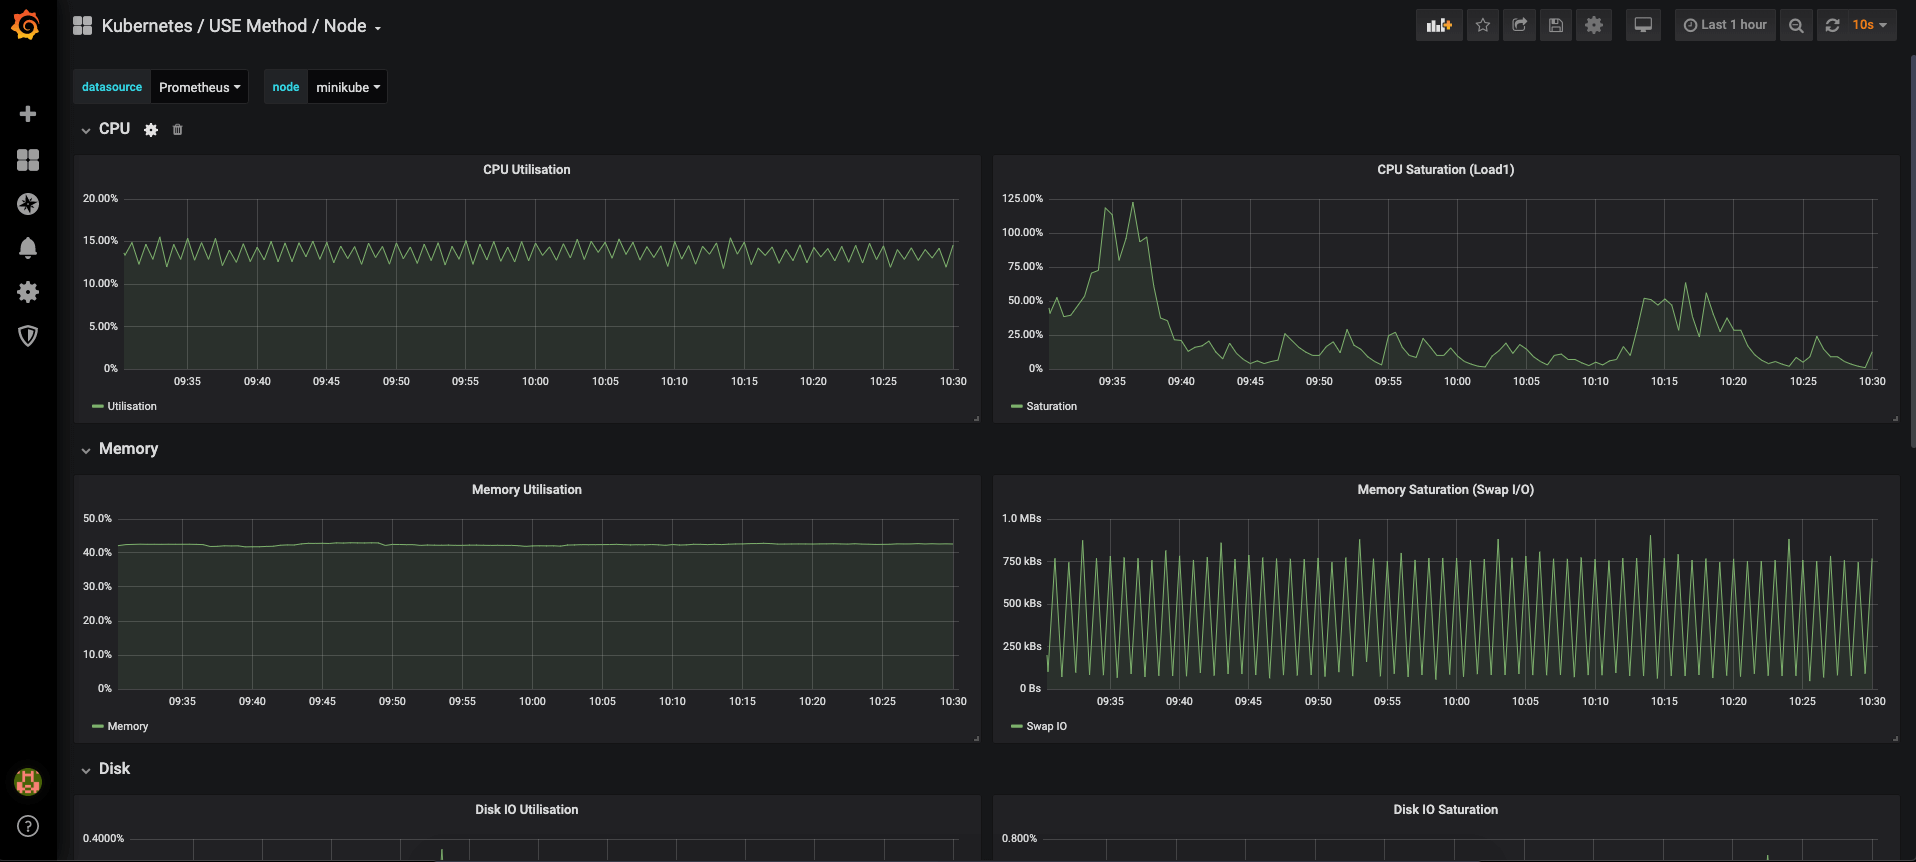 Kubernetes / USE Method / Node
Last 1 hour
10s
datasource Prometheus node minikube
CPU
CPU Utilisation
20.00%
15.00%
10.00%
5.00%
0%
09:35 09:40 09:45 09:50 09:55 10:00 10:05 10:10 10:15 10:20 10:25 10:30
Utilisation
CPU Saturation (Load1)
125.00%
100.00%
75.00%
50.00%
25.00%
0%
09:35 09:40 09:45 09:50 09:55 10:00 10:05 10:10 10:15 10:20 10:25 10:30
Saturation
Memory
Memory Utilisation
50.0%
40.0%
30.0%
20.0%
10.0%
0%
09:35 09:40 09:45 09:50 09:55 10:00 10:05 10:10 10:15 10:20 10:25 10:30
Memory
Memory Saturation (Swap I/O)
1.0 MBs
750 kBs
500 kBs
250 kBs
0 Bs
09:35 09:40 09:45 09:50 09:55 10:00 10:05 10:10 10:15 10:20 10:25 10:30
Swap IO
Disk
Disk IO Utilisation
0.4000%
Disk IO Saturation
0.800%